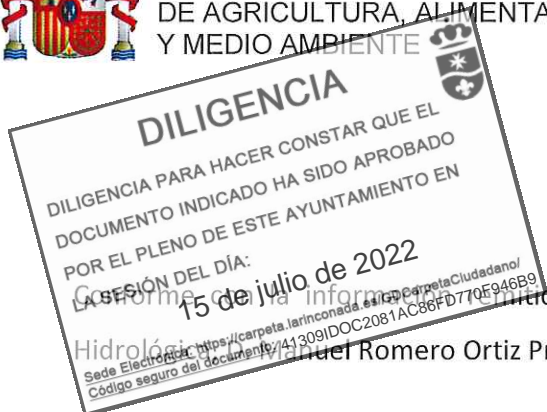 DE AGRICULTURA, ALIMENTA
Y MEDIO AMBIENTE
DILIGENCIA
DILIGENCIA PARA HACER CONSTAR QUE EL
DOCUMENTO INDICADO HA SIDO APROBADO
POR EL PLENO DE ESTE AYUNTAMIENTO EN
LA SESIÓN DEL DÍA:
15 de julio de 2022
Sede Electrónica https://carpeta.larinconada.es/GDCarpetaCiudadano/
Código seguro del documento: 41309IDOC2081AC86FD770F946B9
Conforme con la información emitid
Hidrológica, D. Manuel Romero Ortiz Pr